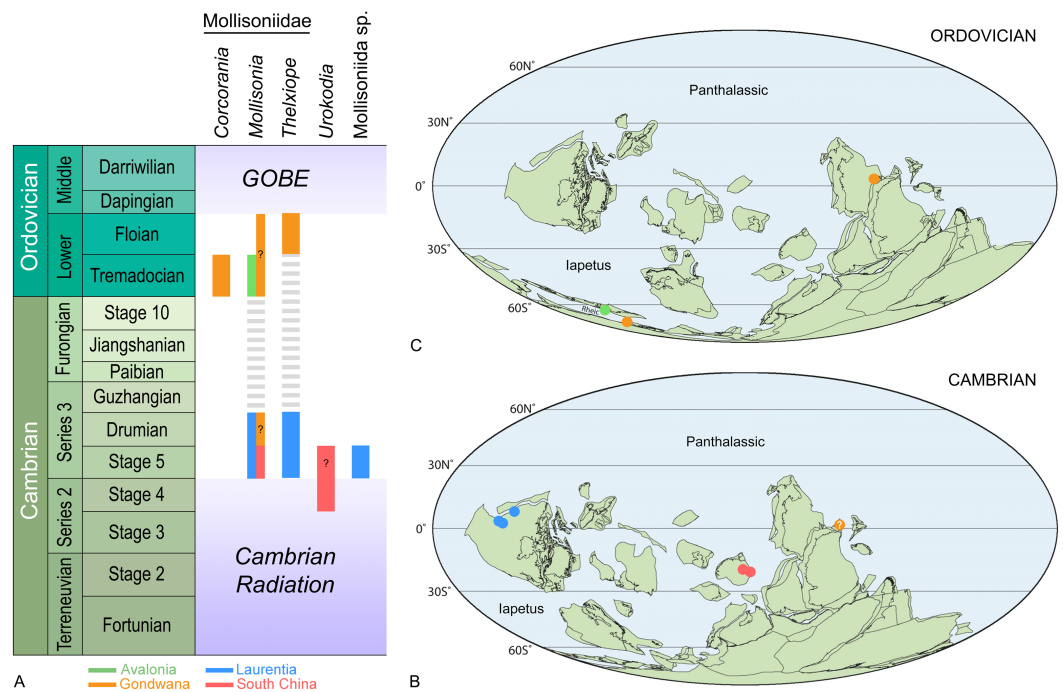 Mollisoniidae
Corcorania
Mollisonia
Thelxiope
Urokodia
Mollisoniida sp.
Ordovician
Middle
Darriwilian
Dapingian
GOBE
Lower
Floian
Tremadocian
?
Cambrian
Furongian
Stage 10
Jiangshanian
Paibian
Series 3
Guzhangian
Drumian
?
Stage 5
?
Series 2
Stage 4
Stage 3
Terreneuvian
Stage 2
Fortunian
Cambrian
Radiation
Avalonia
Laurentia
Gondwana
South China
A
ORDOVICIAN
60N°
Panthalassic
30N°
0°
30S°
Iapetus
60S°
Rheic
C
CAMBRIAN
60N°
Panthalassic
30N°
0°
?
30S°
Iapetus
60S°
B